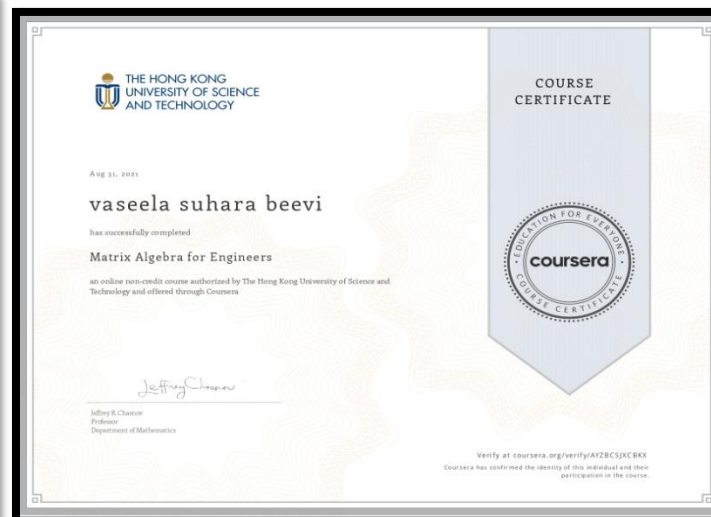 THE HONG KONG
UNIVERSITY OF SCIENCE
AND TECHNOLOGY
COURSE
CERTIFICATE
Aug 31, 2021
vaseela suhara beevi
has successfully completed
Matrix Algebra for Engineers
an online non-credit course authorized by The Hong Kong University of Science and
Technology and offered through Coursera
EDUCATION FOR EVERYONE
coursera
COURSE CERTIFICATE
Jeffrey Chasnov
Jeffrey R. Chasnov
Professor
Department of Mathematics
Verify at coursera.org/verify/AYZBCSJXCBKX
Coursera has confirmed the identity of this individual and their
participation in the course.